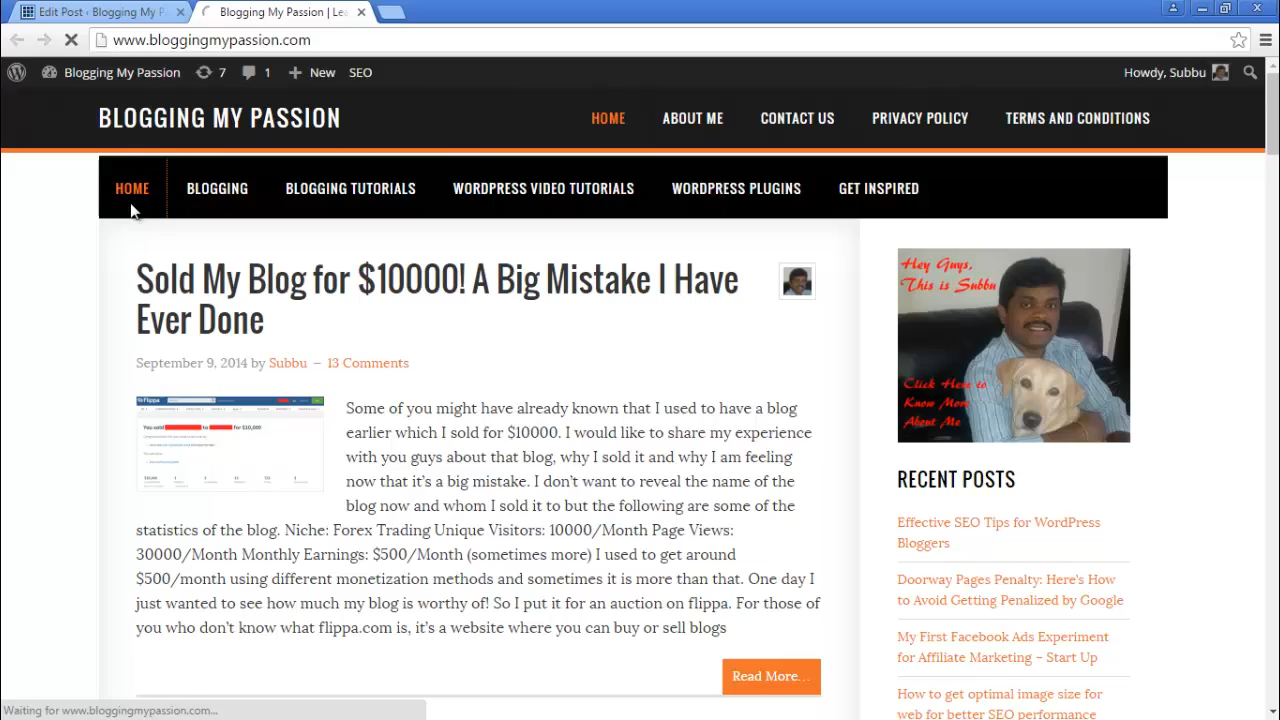 Edit Post ‹ Blogging My P
Blogging My Passion | Lea
www.bloggingmypassion.com
Blogging My Passion
7
1
New
SEO
Howdy, Subbu
BLOGGING MY PASSION
HOME
ABOUT ME
CONTACT US
PRIVACY POLICY
TERMS AND CONDITIONS
HOME
BLOGGING
BLOGGING TUTORIALS
WORDPRESS VIDEO TUTORIALS
WORDPRESS PLUGINS
GET INSPIRED
Sold My Blog for $10000! A Big Mistake I Have
Ever Done
September 9, 2014 by Subbu — 13 Comments
Flippa
You sold
to
for $10,000
Some of you might have already known that I used to have a blog
earlier which I sold for $10000. I would like to share my experience
with you guys about that blog, why I sold it and why I am feeling
now that it's a big mistake. I don't want to reveal the name of the
blog now and whom I sold it to but the following are some of the
statistics of the blog. Niche: Forex Trading Unique Visitors: 10000/Month Page Views:
30000/Month Monthly Earnings: $500/Month (sometimes more) I used to get around
$500/month using different monetization methods and sometimes it is more than that. One day I
just wanted to see how much my blog is worthy of! So I put it for an auction on flippa. For those of
you who don't know what flippa.com is, it's a website where you can buy or sell blogs
Read More...
Hey Guys,
This is Subbu
Click Here to
Know More
About Me
RECENT POSTS
Effective SEO Tips for WordPress
Bloggers
Doorway Pages Penalty: Here's How
to Avoid Getting Penalized by Google
My First Facebook Ads Experiment
for Affiliate Marketing – Start Up
How to get optimal image size for
web for better SEO performance
Waiting for www.bloggingmypassion.com...